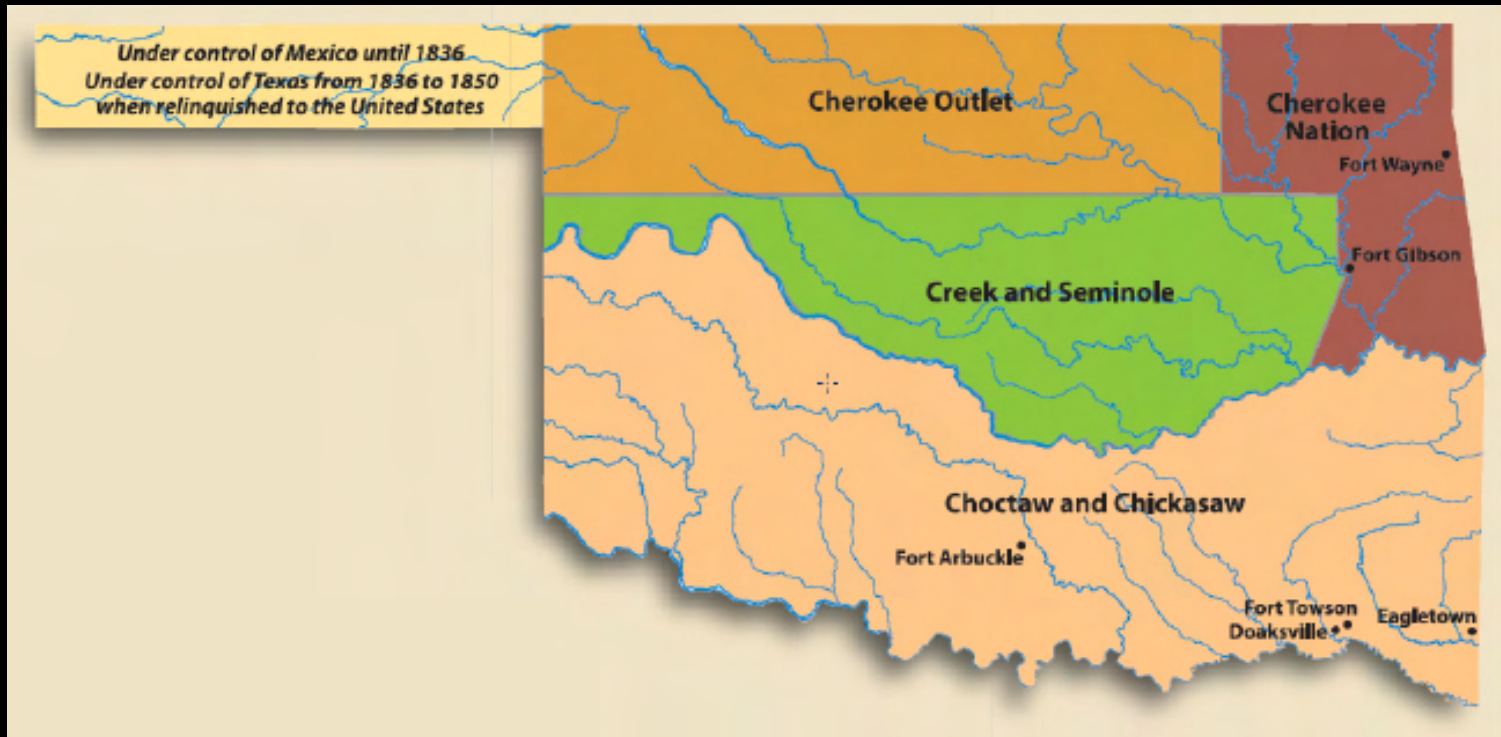 Under control of Mexico until 1836
Under control of Texas from 1836 to 1850
when relinquished to the United States
Cherokee Outlet
Cherokee
Nation
Fort Wayne
Fort Gibson
Creek and Seminole
Choctaw and Chickasaw
Fort Arbuckle
Fort Towson
Doaksville
Eagletown